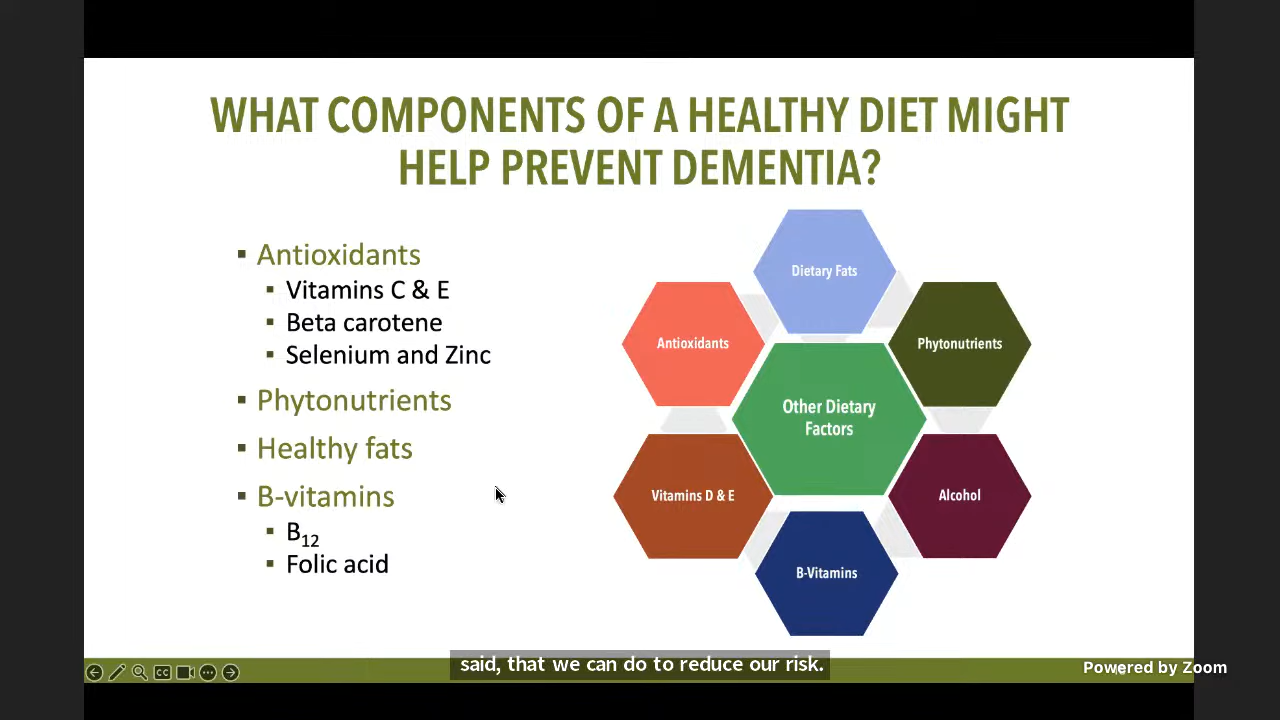 WHAT COMPONENTS OF A HEALTHY DIET MIGHT
HELP PREVENT DEMENTIA?
▪ Antioxidants
▪ Vitamins C & E
▪ Beta carotene
▪ Selenium and Zinc
▪ Phytonutrients
▪ Healthy fats
▪ B-vitamins
▪ B₁₂
▪ Folic acid
Dietary Fats
Antioxidants
Phytonutrients
Other Dietary
Factors
Vitamins D & E
Alcohol
B-Vitamins
said, that we can do to reduce our risk.
CC
Powered by Zoom